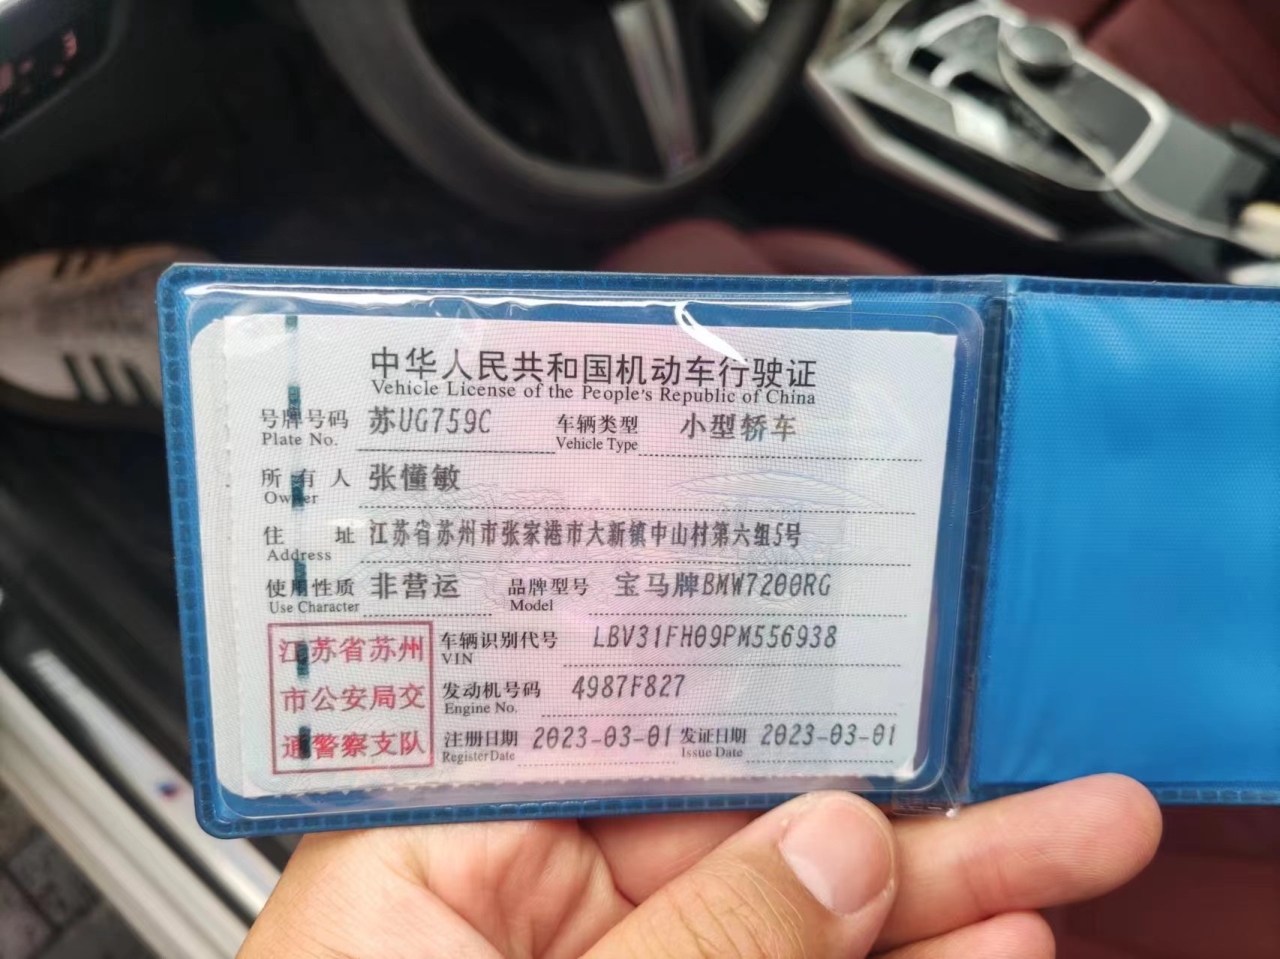 中华人民共和国机动车行驶证
Vehicle License of the People's Republic of China
号牌号码 苏UG759C 车辆类型 小型轿车
Plate No. Vehicle Type
所有人 张懂敏
Owner
住址 江苏省苏州市张家港市大新镇中山村第六组5号
Address
使用性质 非营运 品牌型号 宝马牌BMW7200RG
Use Character Model
江苏省苏州
市公安局交
通警察支队
车辆识别代号 LBV31FH09PM556938
VIN
发动机号码 4987F827
Engine No.
注册日期 2023-03-01 发证日期 2023-03-01
Register Date Issue Date